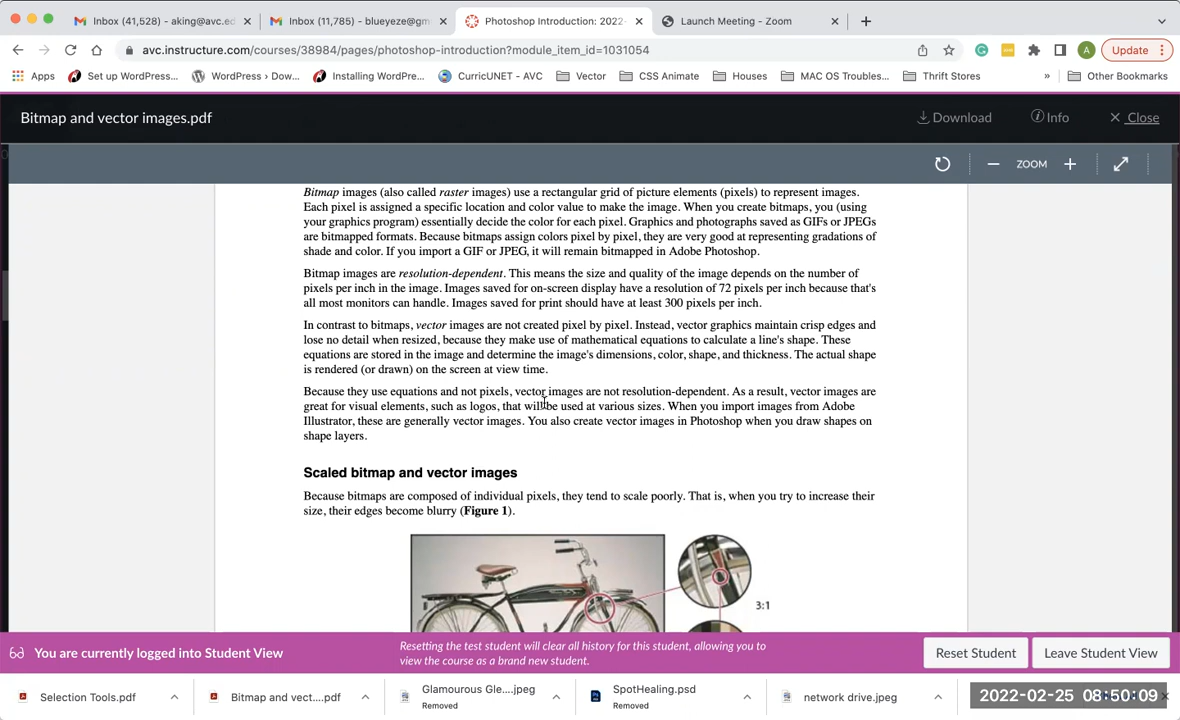 Inbox (41,528) - aking@avc.ed
Inbox (11,785) - blueyeze@gm
Photoshop Introduction: 2022-
Launch Meeting - Zoom
avc.instructure.com/courses/38984/pages/photoshop-introduction?module_item_id=1031054
A
Update
Apps
Set up WordPress...
WordPress › Dow...
Installing WordPre...
CurricUNET - AVC
Vector
CSS Animate
Houses
MAC OS Troubles...
Thrift Stores
»
Other Bookmarks
Bitmap and vector images.pdf
Download
Info
Close
ZOOM
Bitmap images (also called raster images) use a rectangular grid of picture elements (pixels) to represent images.
Each pixel is assigned a specific location and color value to make the image. When you create bitmaps, you (using
your graphics program) essentially decide the color for each pixel. Graphics and photographs saved as GIFs or JPEGs
are bitmapped formats. Because bitmaps assign colors pixel by pixel, they are very good at representing gradations of
shade and color. If you import a GIF or JPEG, it will remain bitmapped in Adobe Photoshop.
Bitmap images are resolution-dependent. This means the size and quality of the image depends on the number of
pixels per inch in the image. Images saved for on-screen display have a resolution of 72 pixels per inch because that's
all most monitors can handle. Images saved for print should have at least 300 pixels per inch.
In contrast to bitmaps, vector images are not created pixel by pixel. Instead, vector graphics maintain crisp edges and
lose no detail when resized, because they make use of mathematical equations to calculate a line's shape. These
equations are stored in the image and determine the image's dimensions, color, shape, and thickness. The actual shape
is rendered (or drawn) on the screen at view time.
Because they use equations and not pixels, vector images are not resolution-dependent. As a result, vector images are
great for visual elements, such as logos, that will be used at various sizes. When you import images from Adobe
Illustrator, these are generally vector images. You also create vector images in Photoshop when you draw shapes on
shape layers.
Scaled bitmap and vector images
Because bitmaps are composed of individual pixels, they tend to scale poorly. That is, when you try to increase their
size, their edges become blurry (Figure 1).
3:1
You are currently logged into Student View
Resetting the test student will clear all history for this student, allowing you to
view the course as a brand new student.
Reset Student
Leave Student View
Selection Tools.pdf
Bitmap and vect....pdf
Glamourous Gle....jpeg
Removed
SpotHealing.psd
Removed
network drive.jpeg
2022-02-25 08:50:09